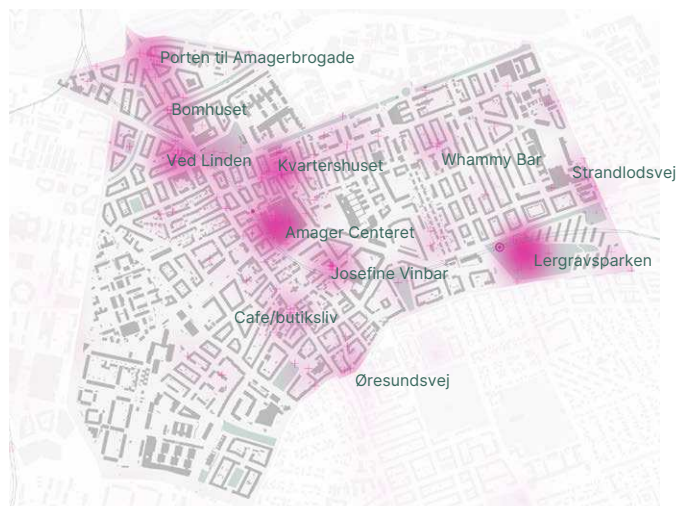 Porten til Amagerbrogade
Bomhuset
Ved Linden
Kvartershuset
Whammy Bar
Strandlodsvej
Amager Centeret
Lergravsparken
Josefine Vinbar
Cafe/butiksliv
Øresundsvej